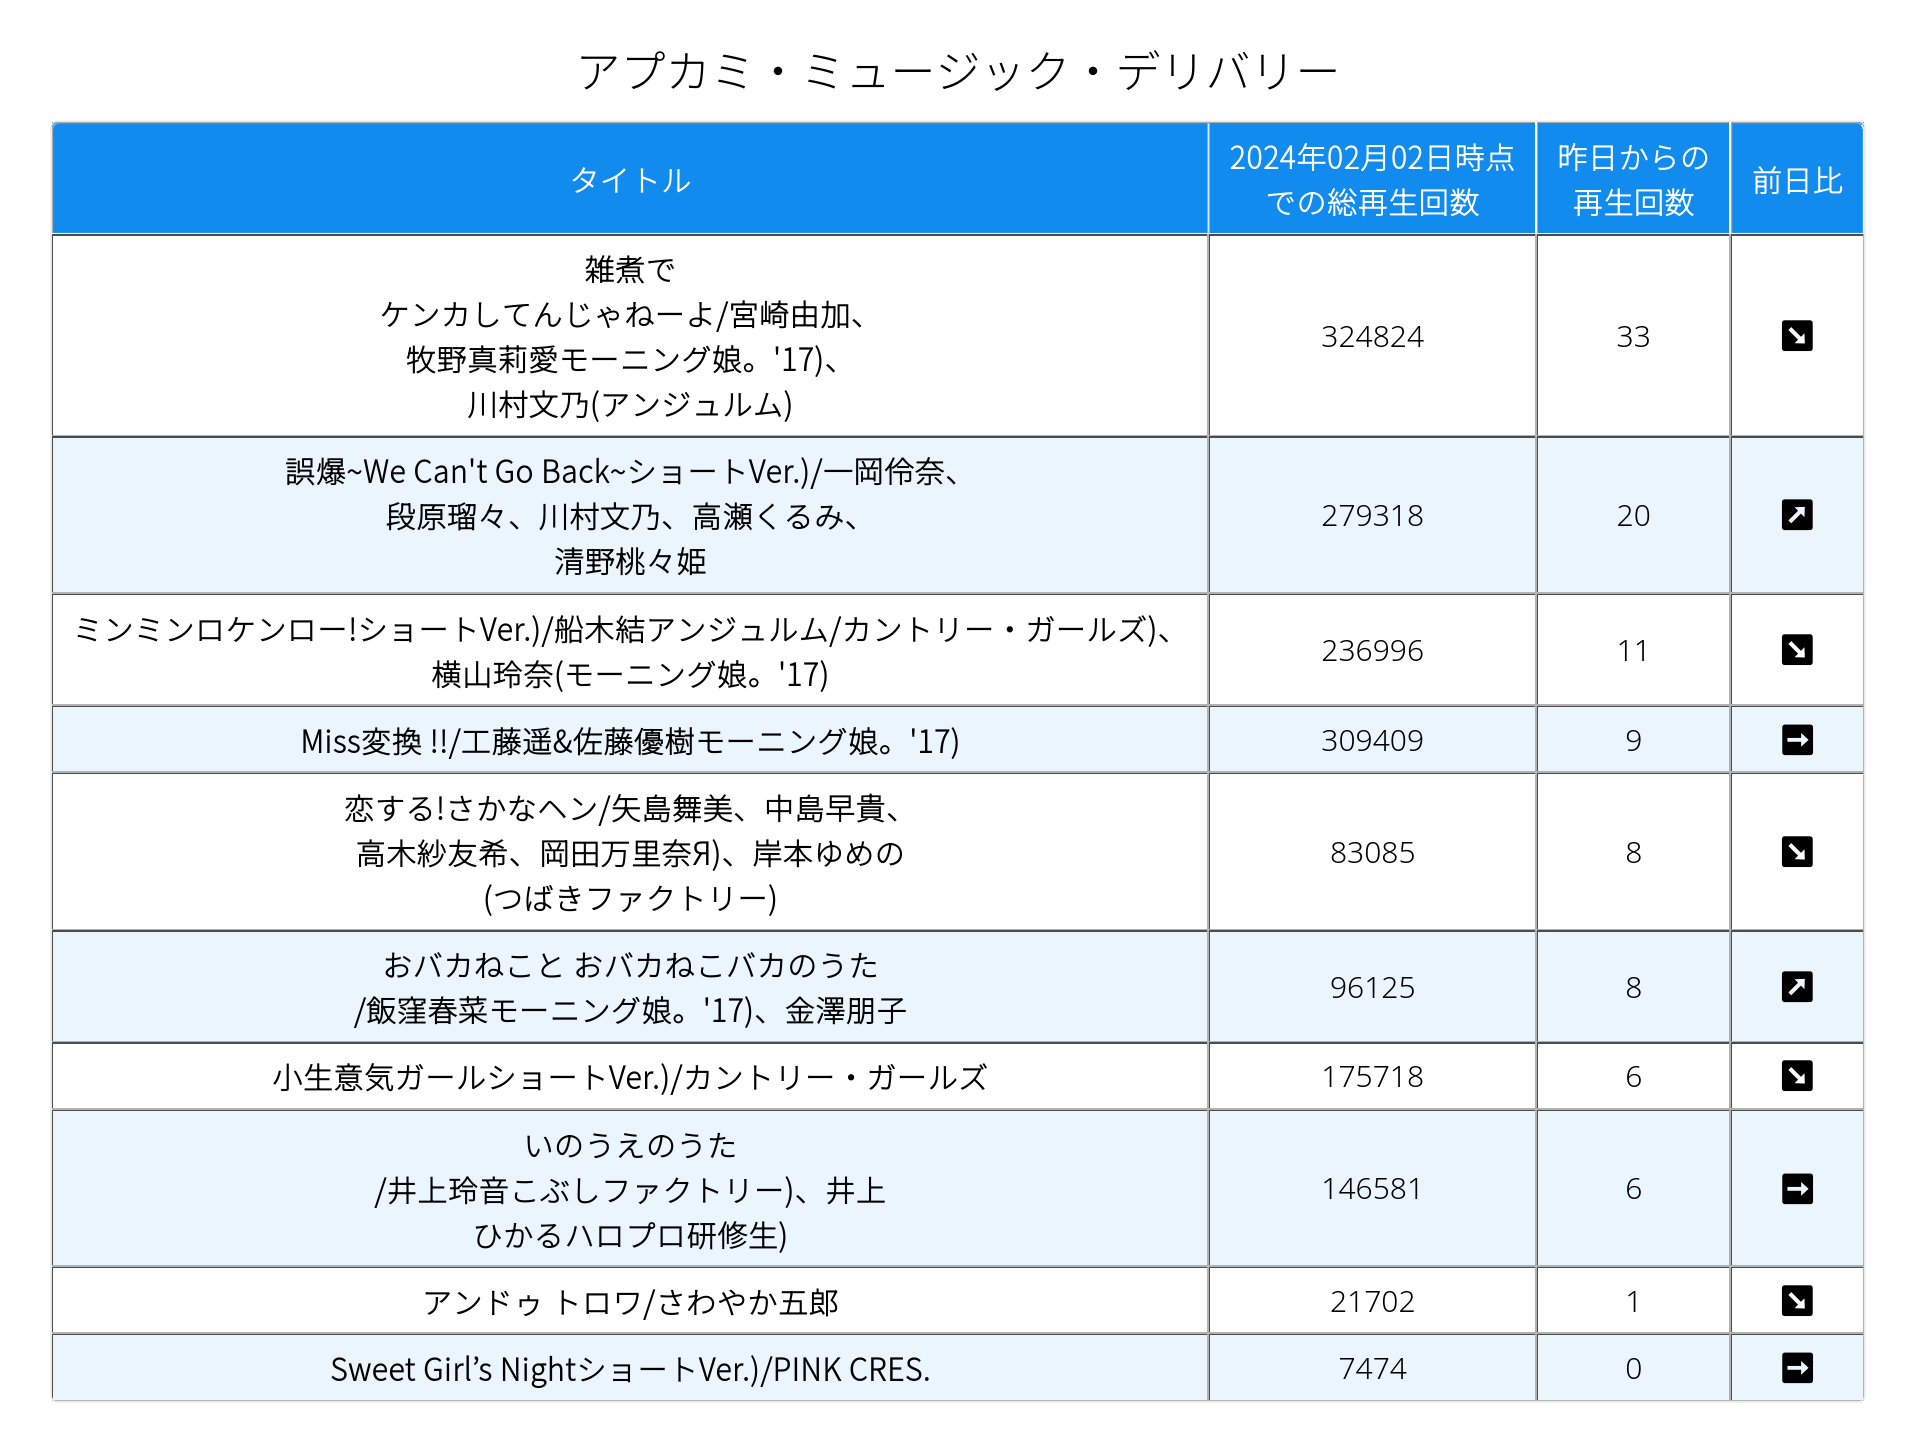 アプカミ・ミュージック・デリバリー
タイトル
2024年02月02日時点
での総再生回数
昨日からの
再生回数
前日比
雑煮で
ケンカしてんじゃねーよ/宮崎由加、
牧野真莉愛モーニング娘。'17)、
川村文乃(アンジュルム)
324824
33
誤爆~We Can't Go Back~ショートVer.)/一岡伶奈、
段原瑠々、川村文乃、高瀬くるみ、
清野桃々姫
279318
20
ミンミンロケンロー!ショートVer.)/船木結アンジュルム/カントリー・ガールズ)、
横山玲奈(モーニング娘。'17)
236996
11
Miss変換 !!/工藤遥&佐藤優樹モーニング娘。'17)
309409
9
恋する!さかなヘン/矢島舞美、中島早貴、
高木紗友希、岡田万里奈Я)、岸本ゆめの
(つばきファクトリー)
83085
8
おバカねこと おバカねこバカのうた
/飯窪春菜モーニング娘。'17)、金澤朋子
96125
8
小生意気ガールショートVer.)/カントリー・ガールズ
175718
6
いのうえのうた
/井上玲音こぶしファクトリー)、井上
ひかるハロプロ研修生)
146581
6
アンドゥ トロワ/さわやか五郎
21702
1
Sweet Girl’s NightショートVer.)/PINK CRES.
7474
0